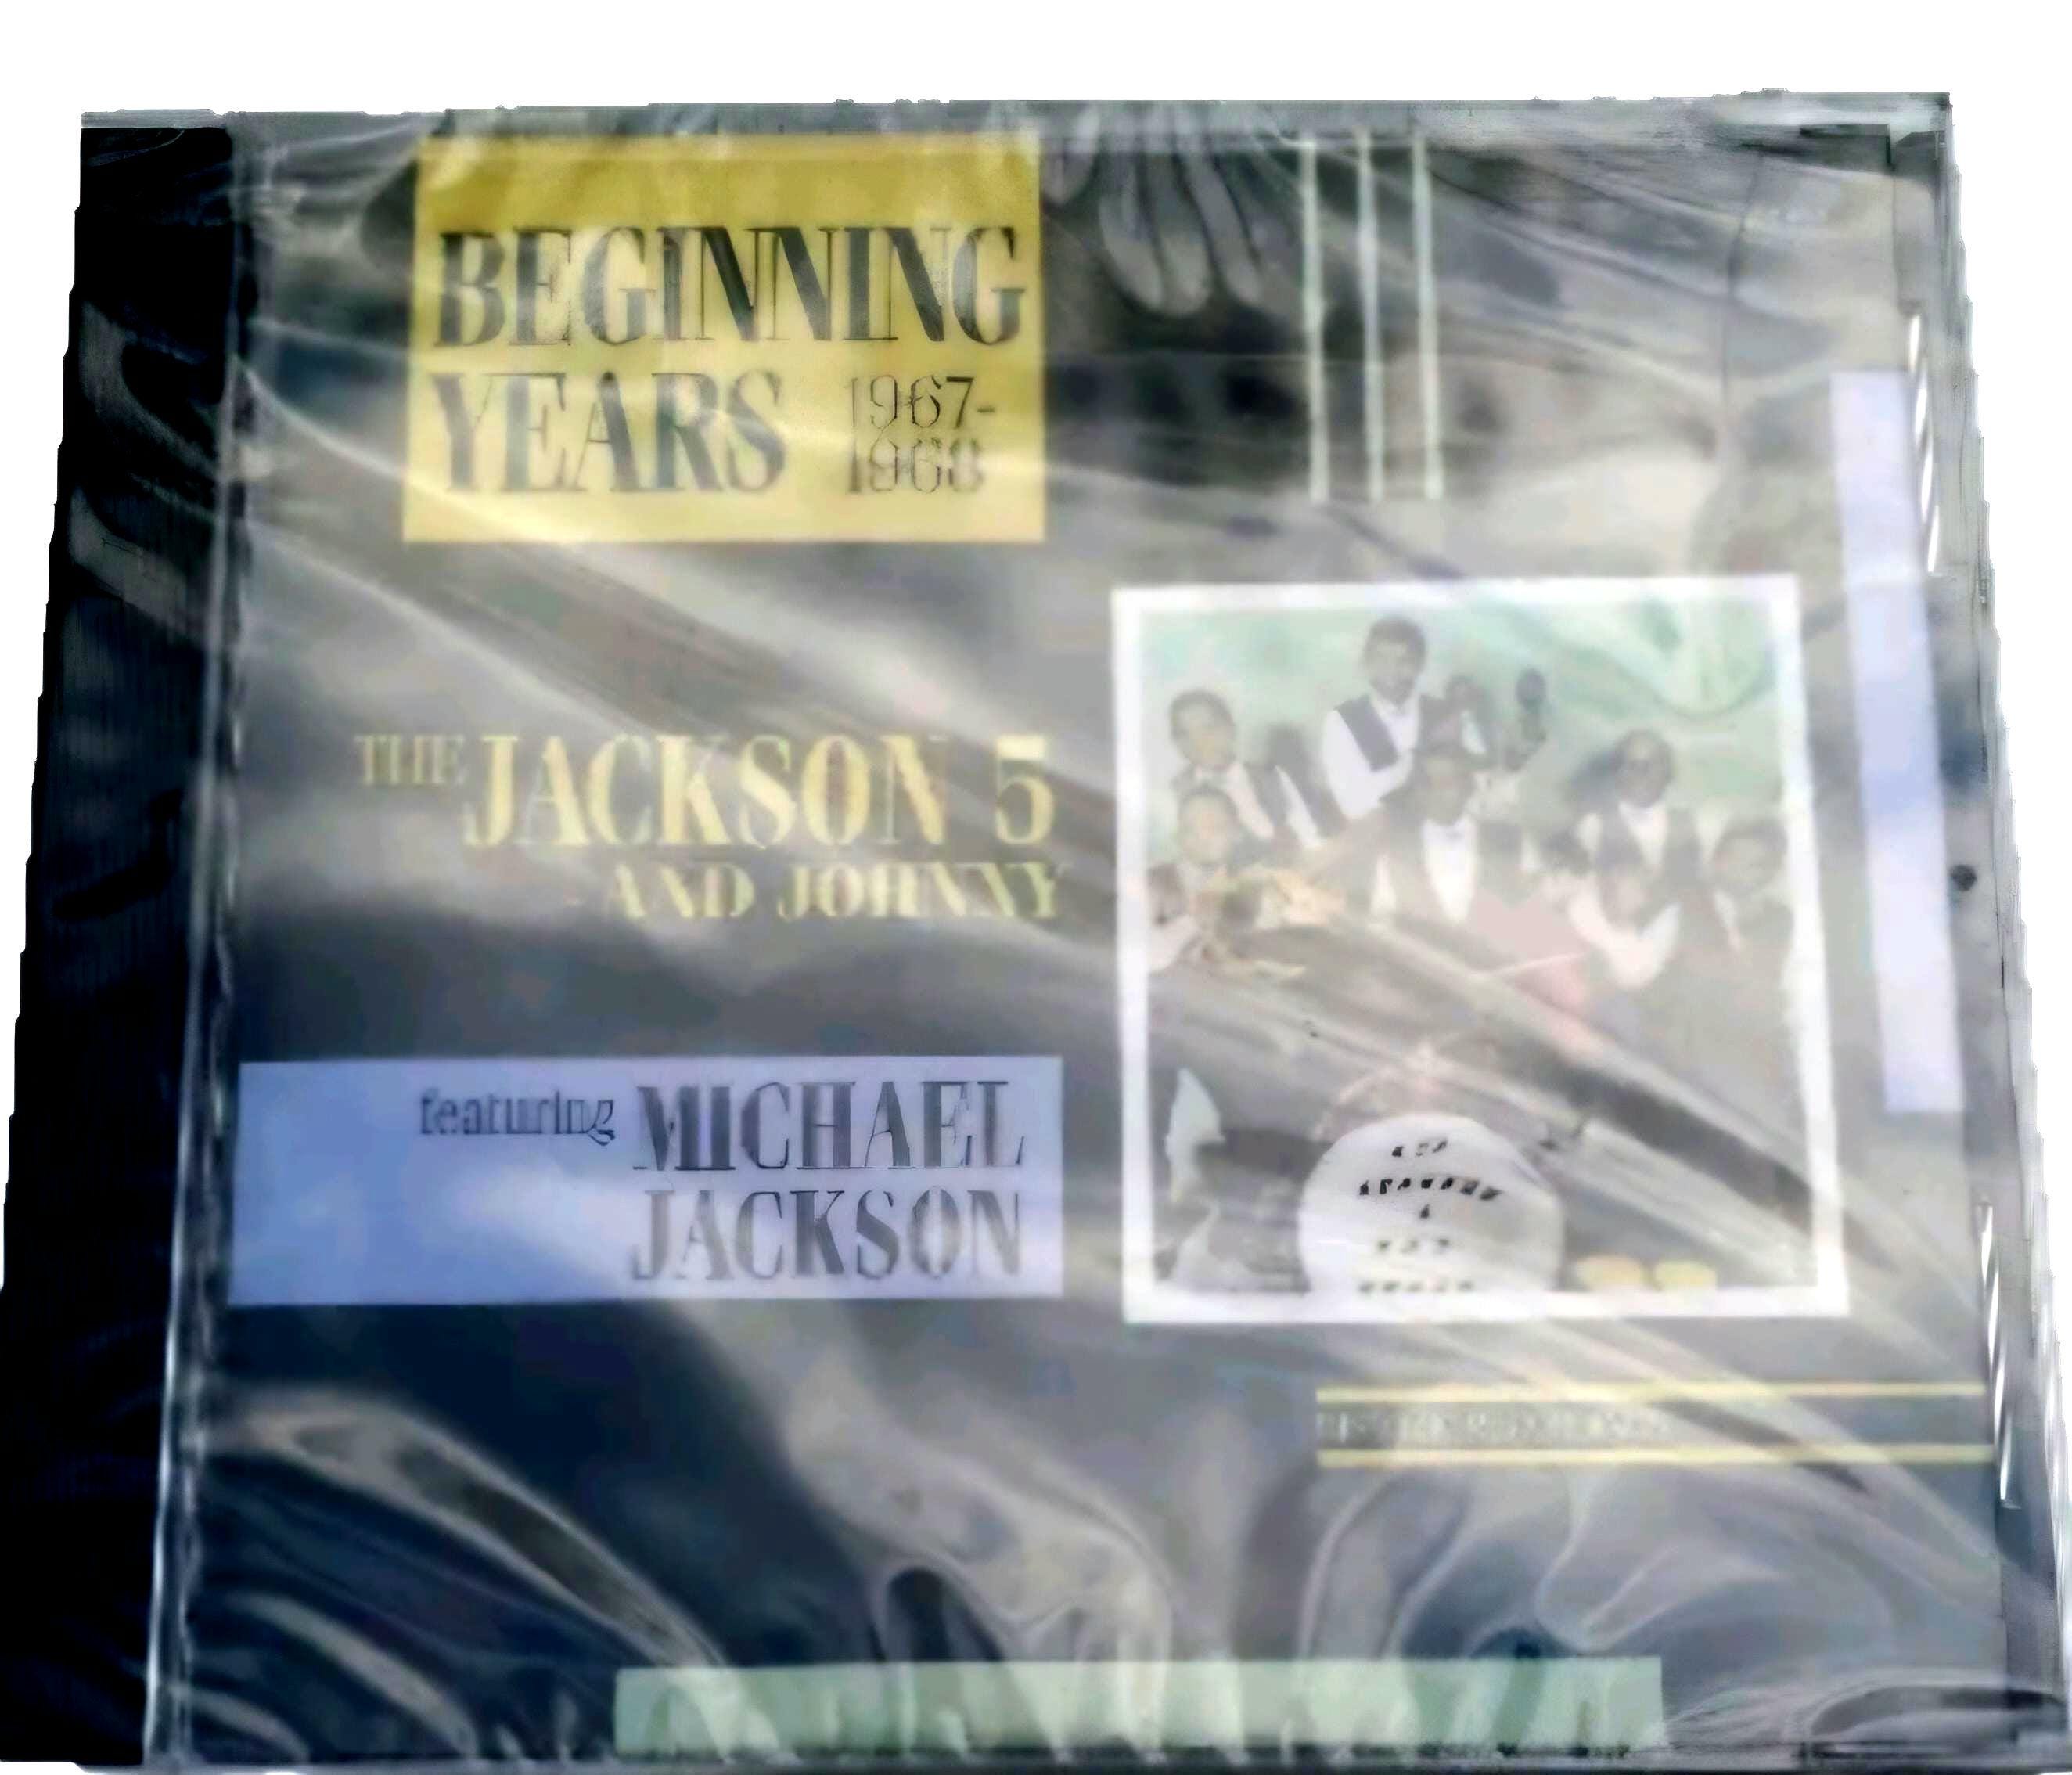 BEGINNING
YEARS 1967-
1968
THE JACKSON 5
AND JOHNNY
featuring MICHAEL
JACKSON